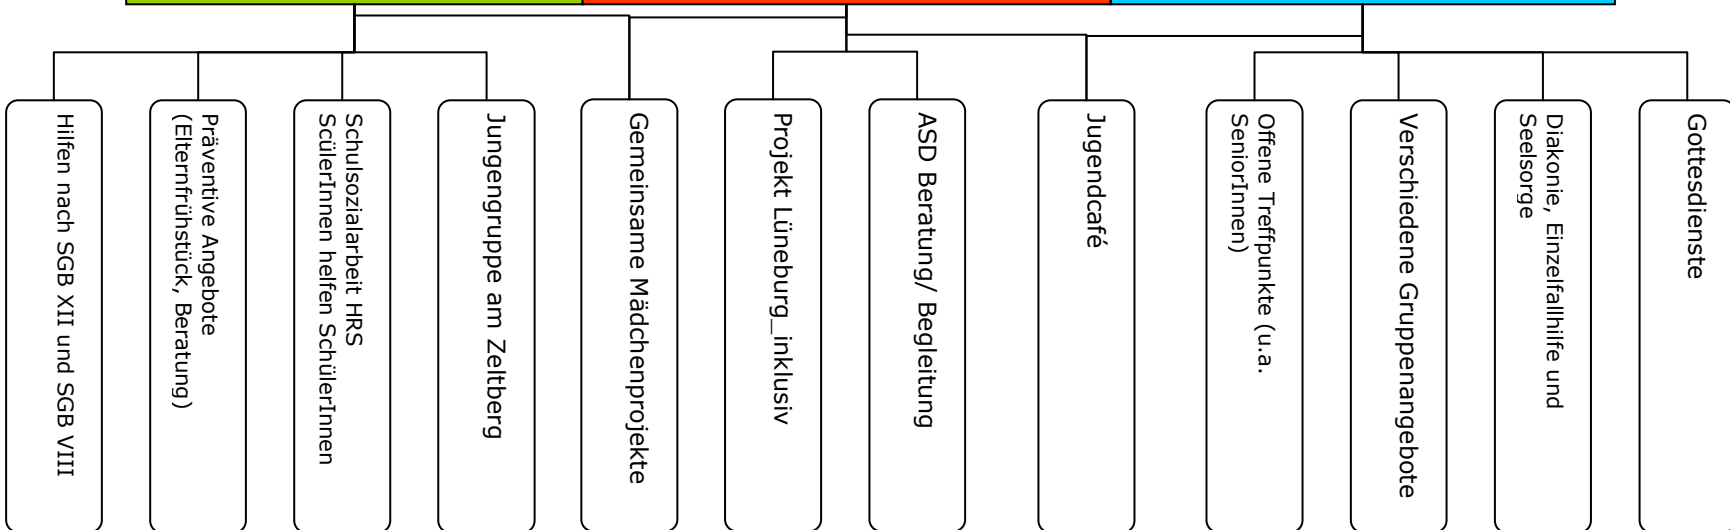 Hilfen nach SGB XII und SGB VIII
Präventive Angebote
(Elternfrühstück, Beratung)
Schulsozialarbeit HRS
ScülerInnen helfen SchülerInnen
Jungengruppe am Zeltberg
Gemeinsame Mädchenprojekte
Projekt Lüneburg_inklusiv
ASD Beratung/ Begleitung
Jugendcafé
Offene Treffpunkte (u.a.
SeniorInnen)
Verschiedene Gruppenangebote
Diakonie, Einzelfallhilfe und
Seelsorge
Gottesdienste